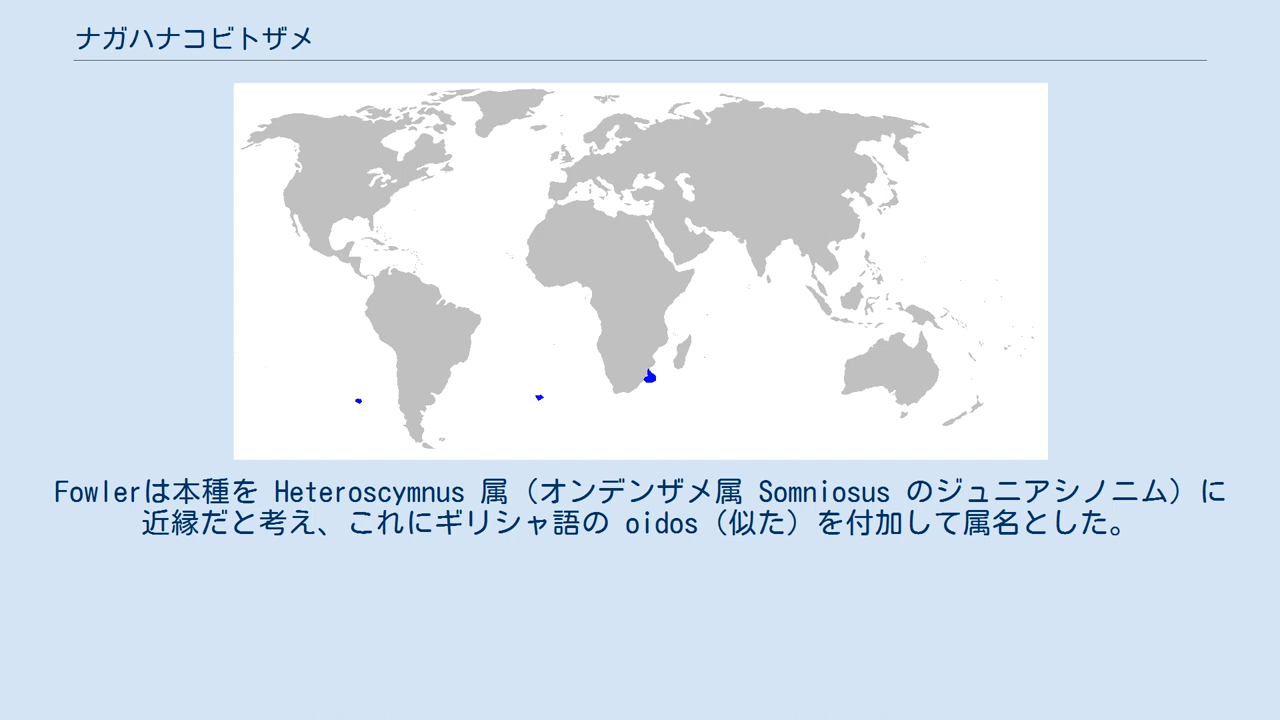 ナガハナコビトザメ
Fowlerは本種を Heteroscymnus 属（オンデンザメ属 Somniosus のジュニアシノニム）に
近縁だと考え、これにギリシャ語の oidos（似た）を付加して属名とした。